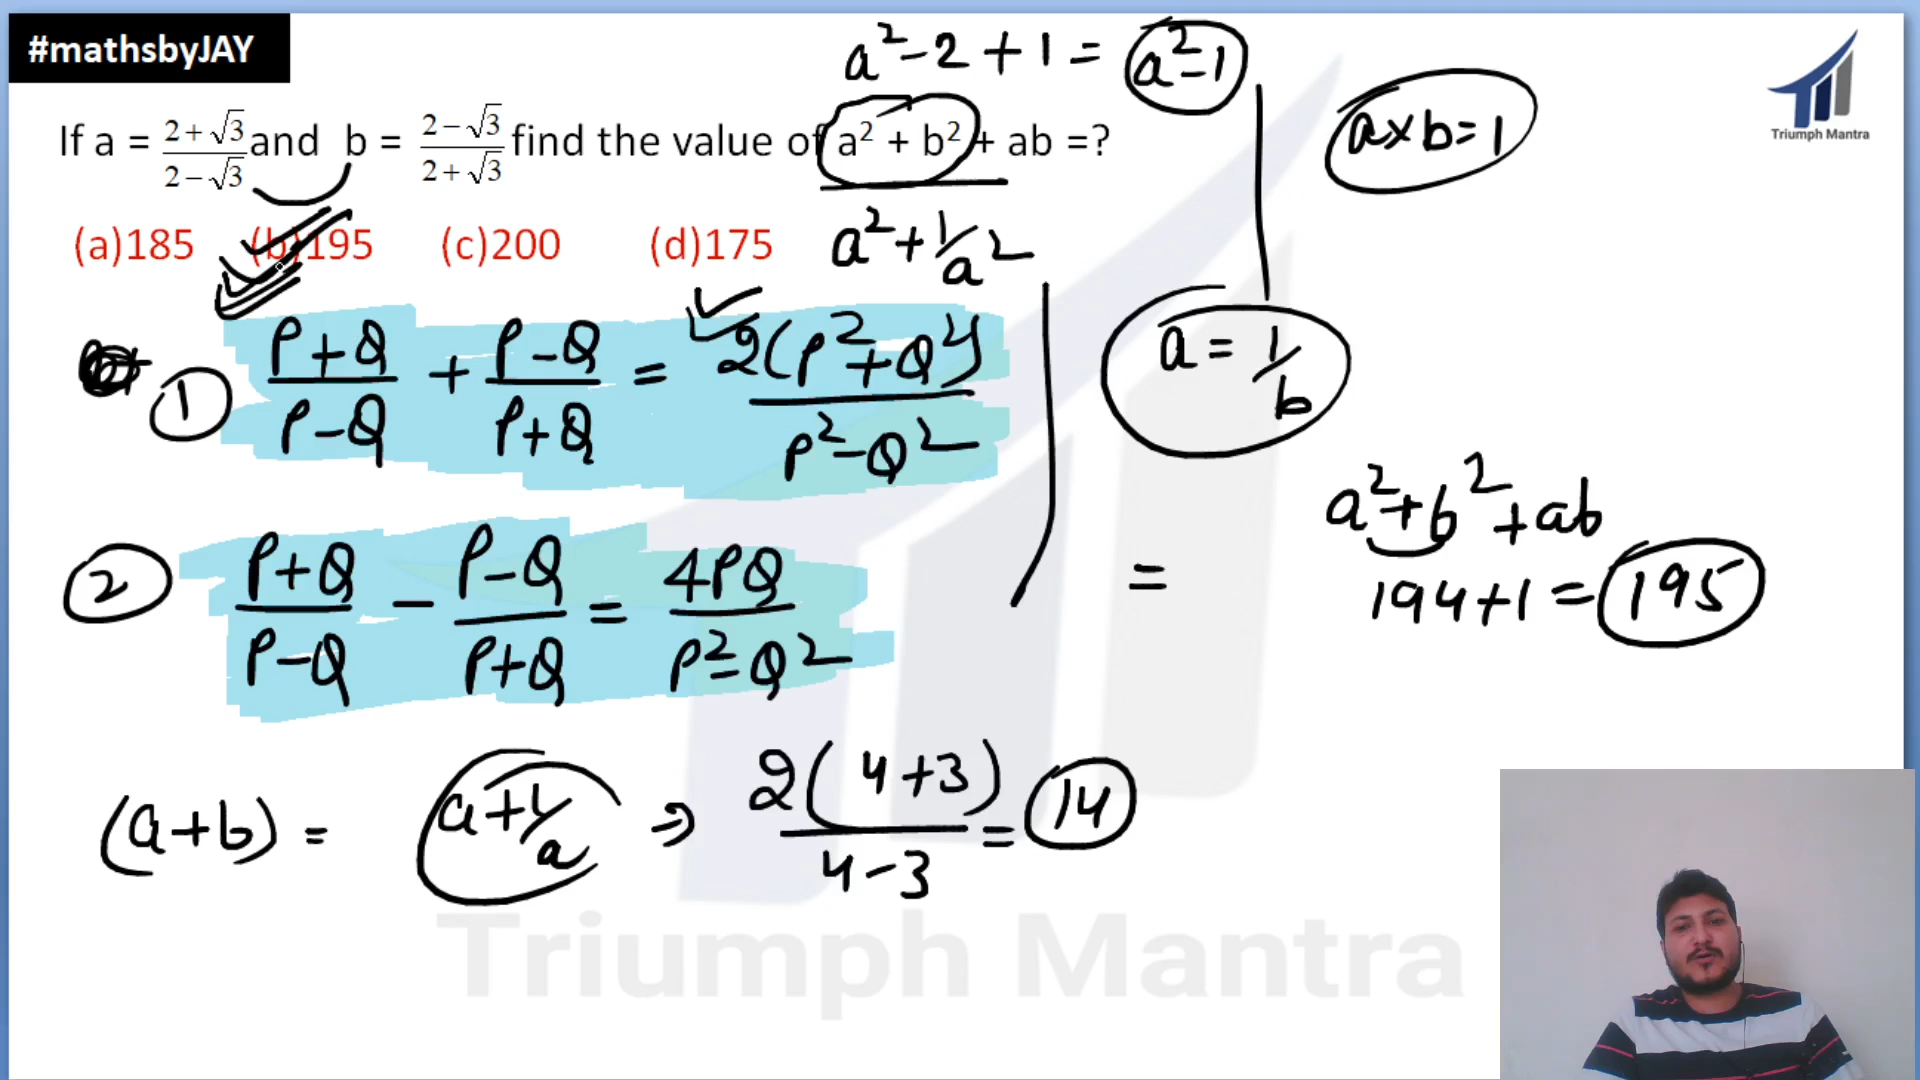 #mathsbyJAY
a² - 2 + 1 = a² - 1
Triumph Mantra
If a = (2 + √3)/(2 - √3) and b = (2 - √3)/(2 + √3) find the value of a² + b² + ab =?
a × b = 1
(a)185 (b)195 (c)200 (d)175
a² + 1/a²
a = 1/b
① (P+Q)/(P-Q) + (P-Q)/(P+Q) = 2(P²+Q²)/(P²-Q²)
a² + b² + ab
= 194 + 1 = 195
② (P+Q)/(P-Q) - (P-Q)/(P+Q) = 4PQ/(P²-Q²)
(a+b) = a + 1/a ⇒ 2(4+3)/(4-3) = 14
Triumph Mantra